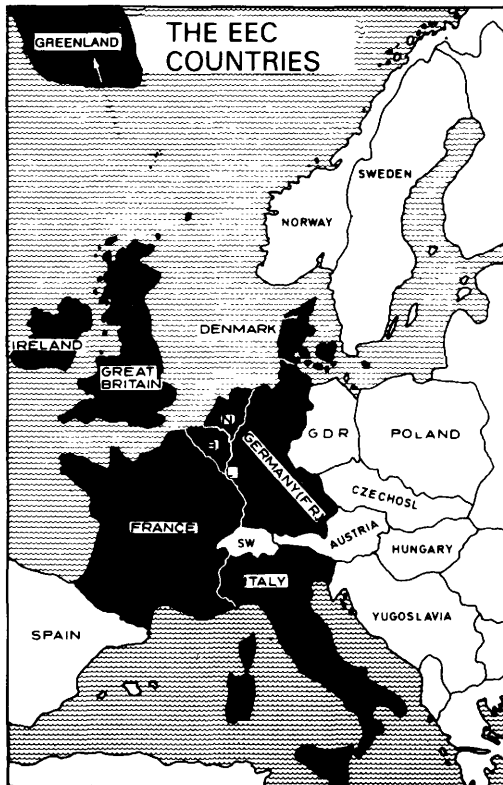 THE EEC
COUNTRIES
GREENLAND
SWEDEN
NORWAY
DENMARK
IRELAND
GREAT
BRITAIN
N
B
GDR
POLAND
GERMANY(FR)
CZECHOSL
FRANCE
SW
AUSTRIA
HUNGARY
ITALY
YUGOSLAVIA
SPAIN